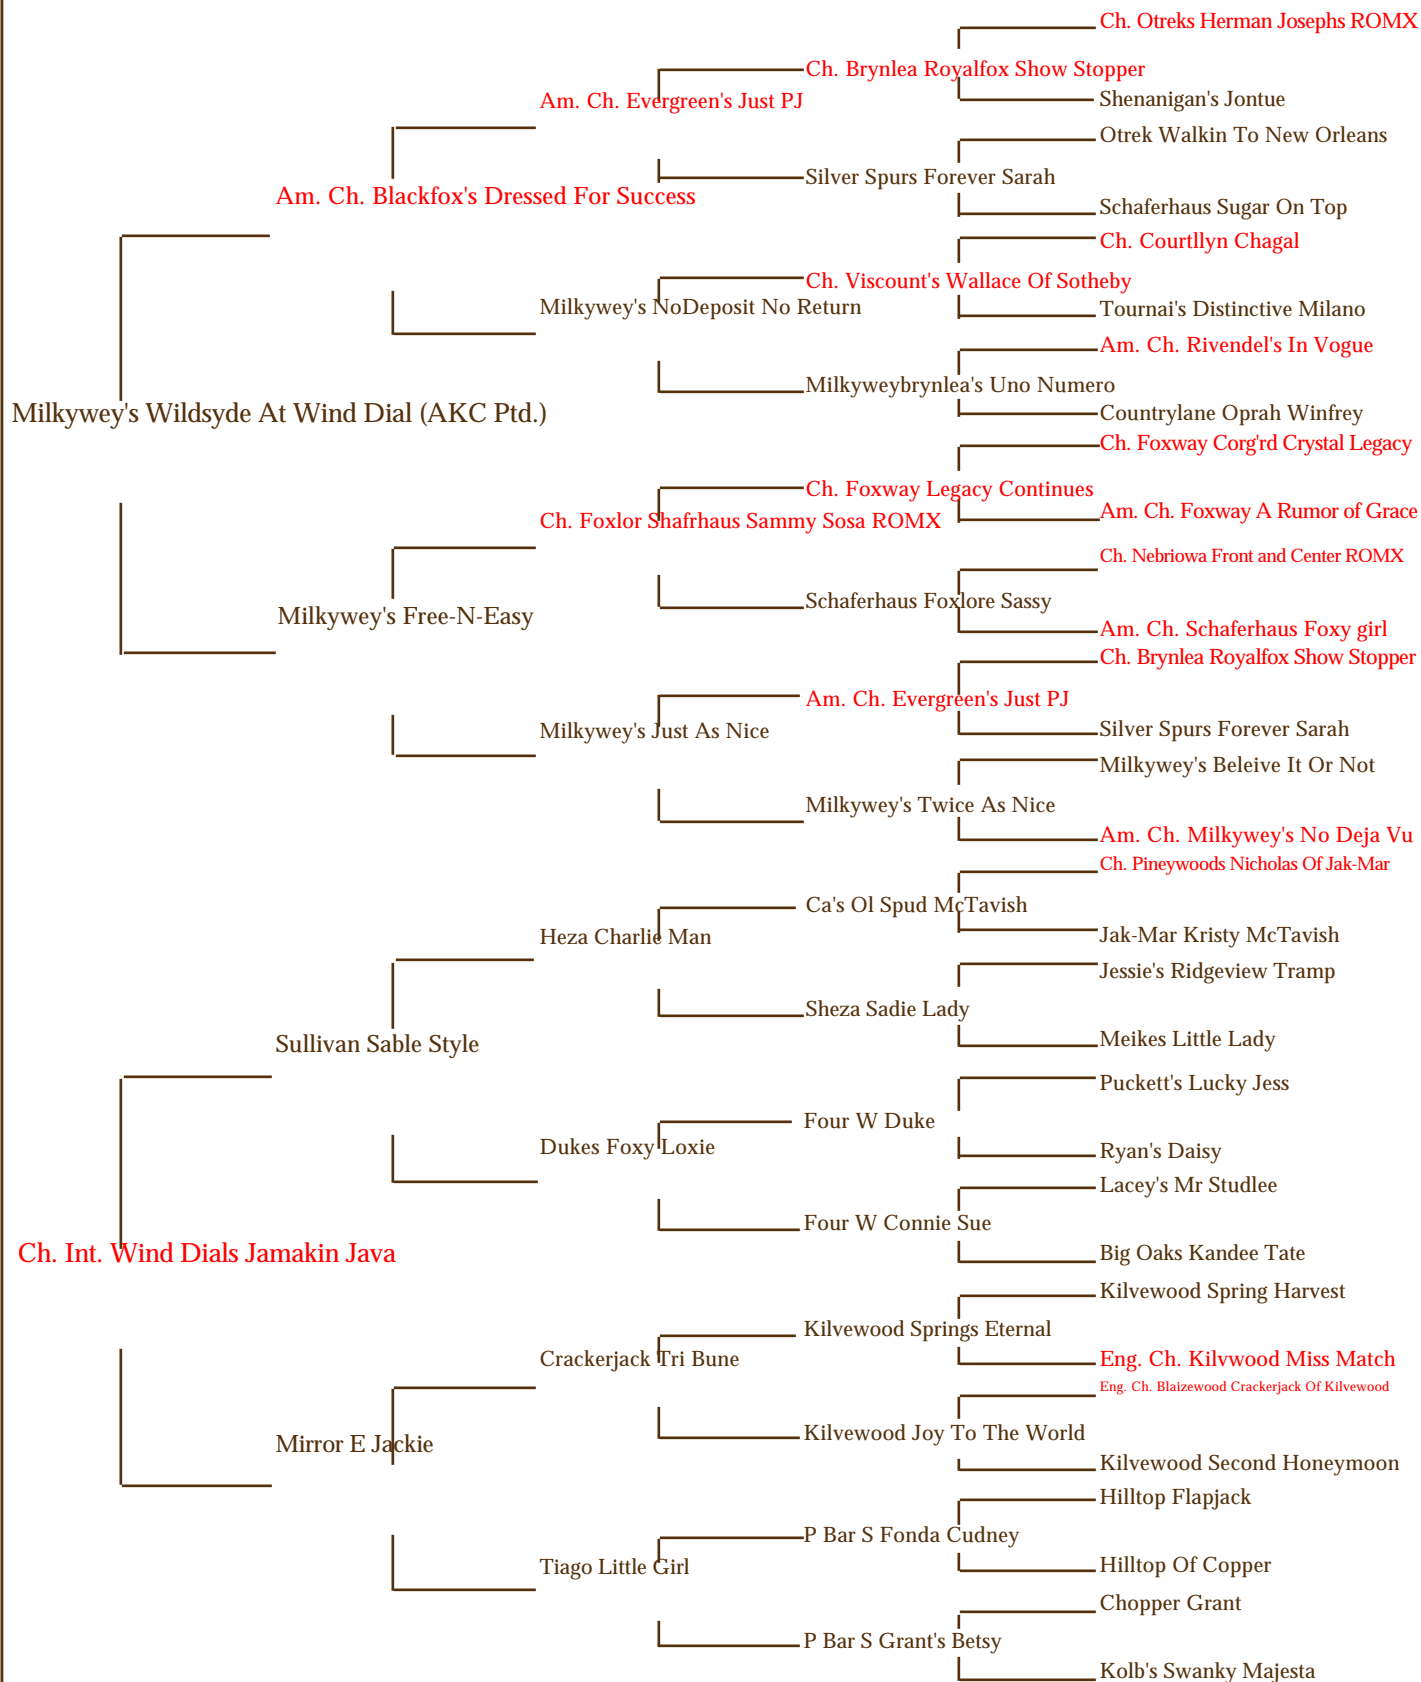 Ch. Otreks Herman Josephs ROMX
Ch. Brynlea Royalfox Show Stopper
Am. Ch. Evergreen's Just PJ
Shenanigan's Jontue
Otrek Walkin To New Orleans
Silver Spurs Forever Sarah
Am. Ch. Blackfox's Dressed For Success
Schaferhaus Sugar On Top
Ch. Courtllyn Chagal
Ch. Viscount's Wallace Of Sotheby
Milkywey's NoDeposit No Return
Tournai's Distinctive Milano
Am. Ch. Rivendel's In Vogue
Milkyweybrynlea's Uno Numero
Milkywey's Wildsyde At Wind Dial (AKC Ptd.)
Countrylane Oprah Winfrey
Ch. Foxway Corg'rd Crystal Legacy
Ch. Foxway Legacy Continues
Ch. Foxlor Shafrhaus Sammy Sosa ROMX
Am. Ch. Foxway A Rumor of Grace
Ch. Nebriowa Front and Center ROMX
Schaferhaus Foxlore Sassy
Milkywey's Free-N-Easy
Am. Ch. Schaferhaus Foxy girl
Ch. Brynlea Royalfox Show Stopper
Am. Ch. Evergreen's Just PJ
Milkywey's Just As Nice
Silver Spurs Forever Sarah
Milkywey's Beleive It Or Not
Milkywey's Twice As Nice
Am. Ch. Milkywey's No Deja Vu
Ch. Pineywoods Nicholas Of Jak-Mar
Ca's Ol Spud McTavish
Heza Charlie Man
Jak-Mar Kristy McTavish
Jessie's Ridgeview Tramp
Sheza Sadie Lady
Sullivan Sable Style
Meikes Little Lady
Puckett's Lucky Jess
Four W Duke
Dukes Foxy Loxie
Ryan's Daisy
Lacey's Mr Studlee
Four W Connie Sue
Ch. Int. Wind Dials Jamakin Java
Big Oaks Kandee Tate
Kilvewood Spring Harvest
Kilvewood Springs Eternal
Crackerjack Tri Bune
Eng. Ch. Kilvwood Miss Match
Eng. Ch. Blaizewood Crackerjack Of Kilvewood
Kilvewood Joy To The World
Mirror E Jackie
Kilvewood Second Honeymoon
Hilltop Flapjack
P Bar S Fonda Cudney
Tiago Little Girl
Hilltop Of Copper
Chopper Grant
P Bar S Grant's Betsy
Kolb's Swanky Majesta